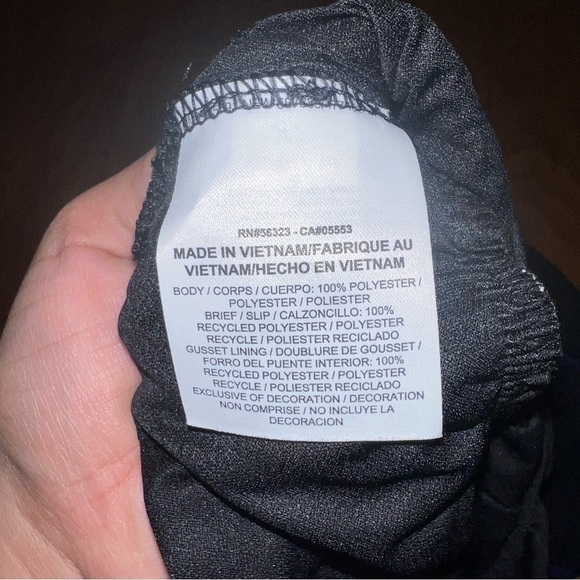 RN#56323 - CA#05553
MADE IN VIETNAM/FABRIQUE AU
VIETNAM/HECHO EN VIETNAM
BODY / CORPS / CUERPO: 100% POLYESTER /
POLYESTER / POLIESTER
BRIEF / SLIP / CALZONCILLO: 100%
RECYCLED POLYESTER / POLYESTER
RECYCLE / POLIESTER RECICLADO
GUSSET LINING / DOUBLURE DE GOUSSET /
FORRO DEL PUENTE INTERIOR: 100%
RECYCLED POLYESTER / POLYESTER
RECYCLE / POLIESTER RECICLADO
EXCLUSIVE OF DECORATION / DECORATION
NON COMPRISE / NO INCLUYE LA
DECORACION